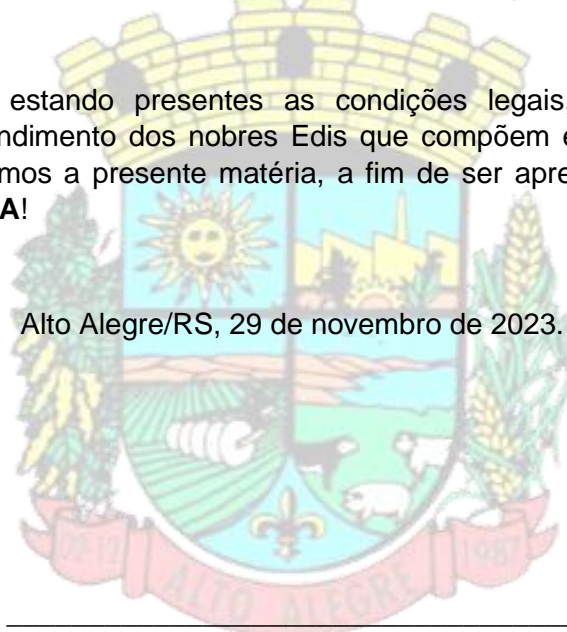 estando presentes as condições legais,
ndimento dos nobres Edis que compõem e
mos a presente matéria, a fim de ser apre
A!
Alto Alegre/RS, 29 de novembro de 2023.
1987
ALTO ALEGRE